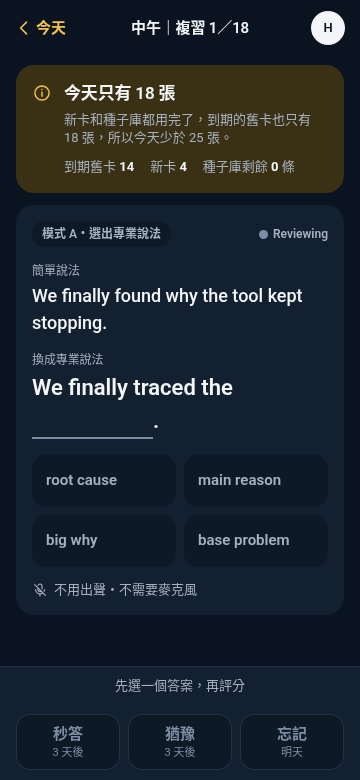 今天
中午｜複習 1／18
H
今天只有 18 張
新卡和種子庫都用完了，到期的舊卡也只有
18 張，所以今天少於 25 張。
到期舊卡 14 新卡 4 種子庫剩餘 0 條
模式 A・選出專業說法
Reviewing
簡單說法
We finally found why the tool kept
stopping.
換成專業說法
We finally traced the
___________.
root cause
main reason
big why
base problem
不用出聲・不需要麥克風
先選一個答案，再評分
秒答
猶豫
忘記
3 天後
3 天後
明天